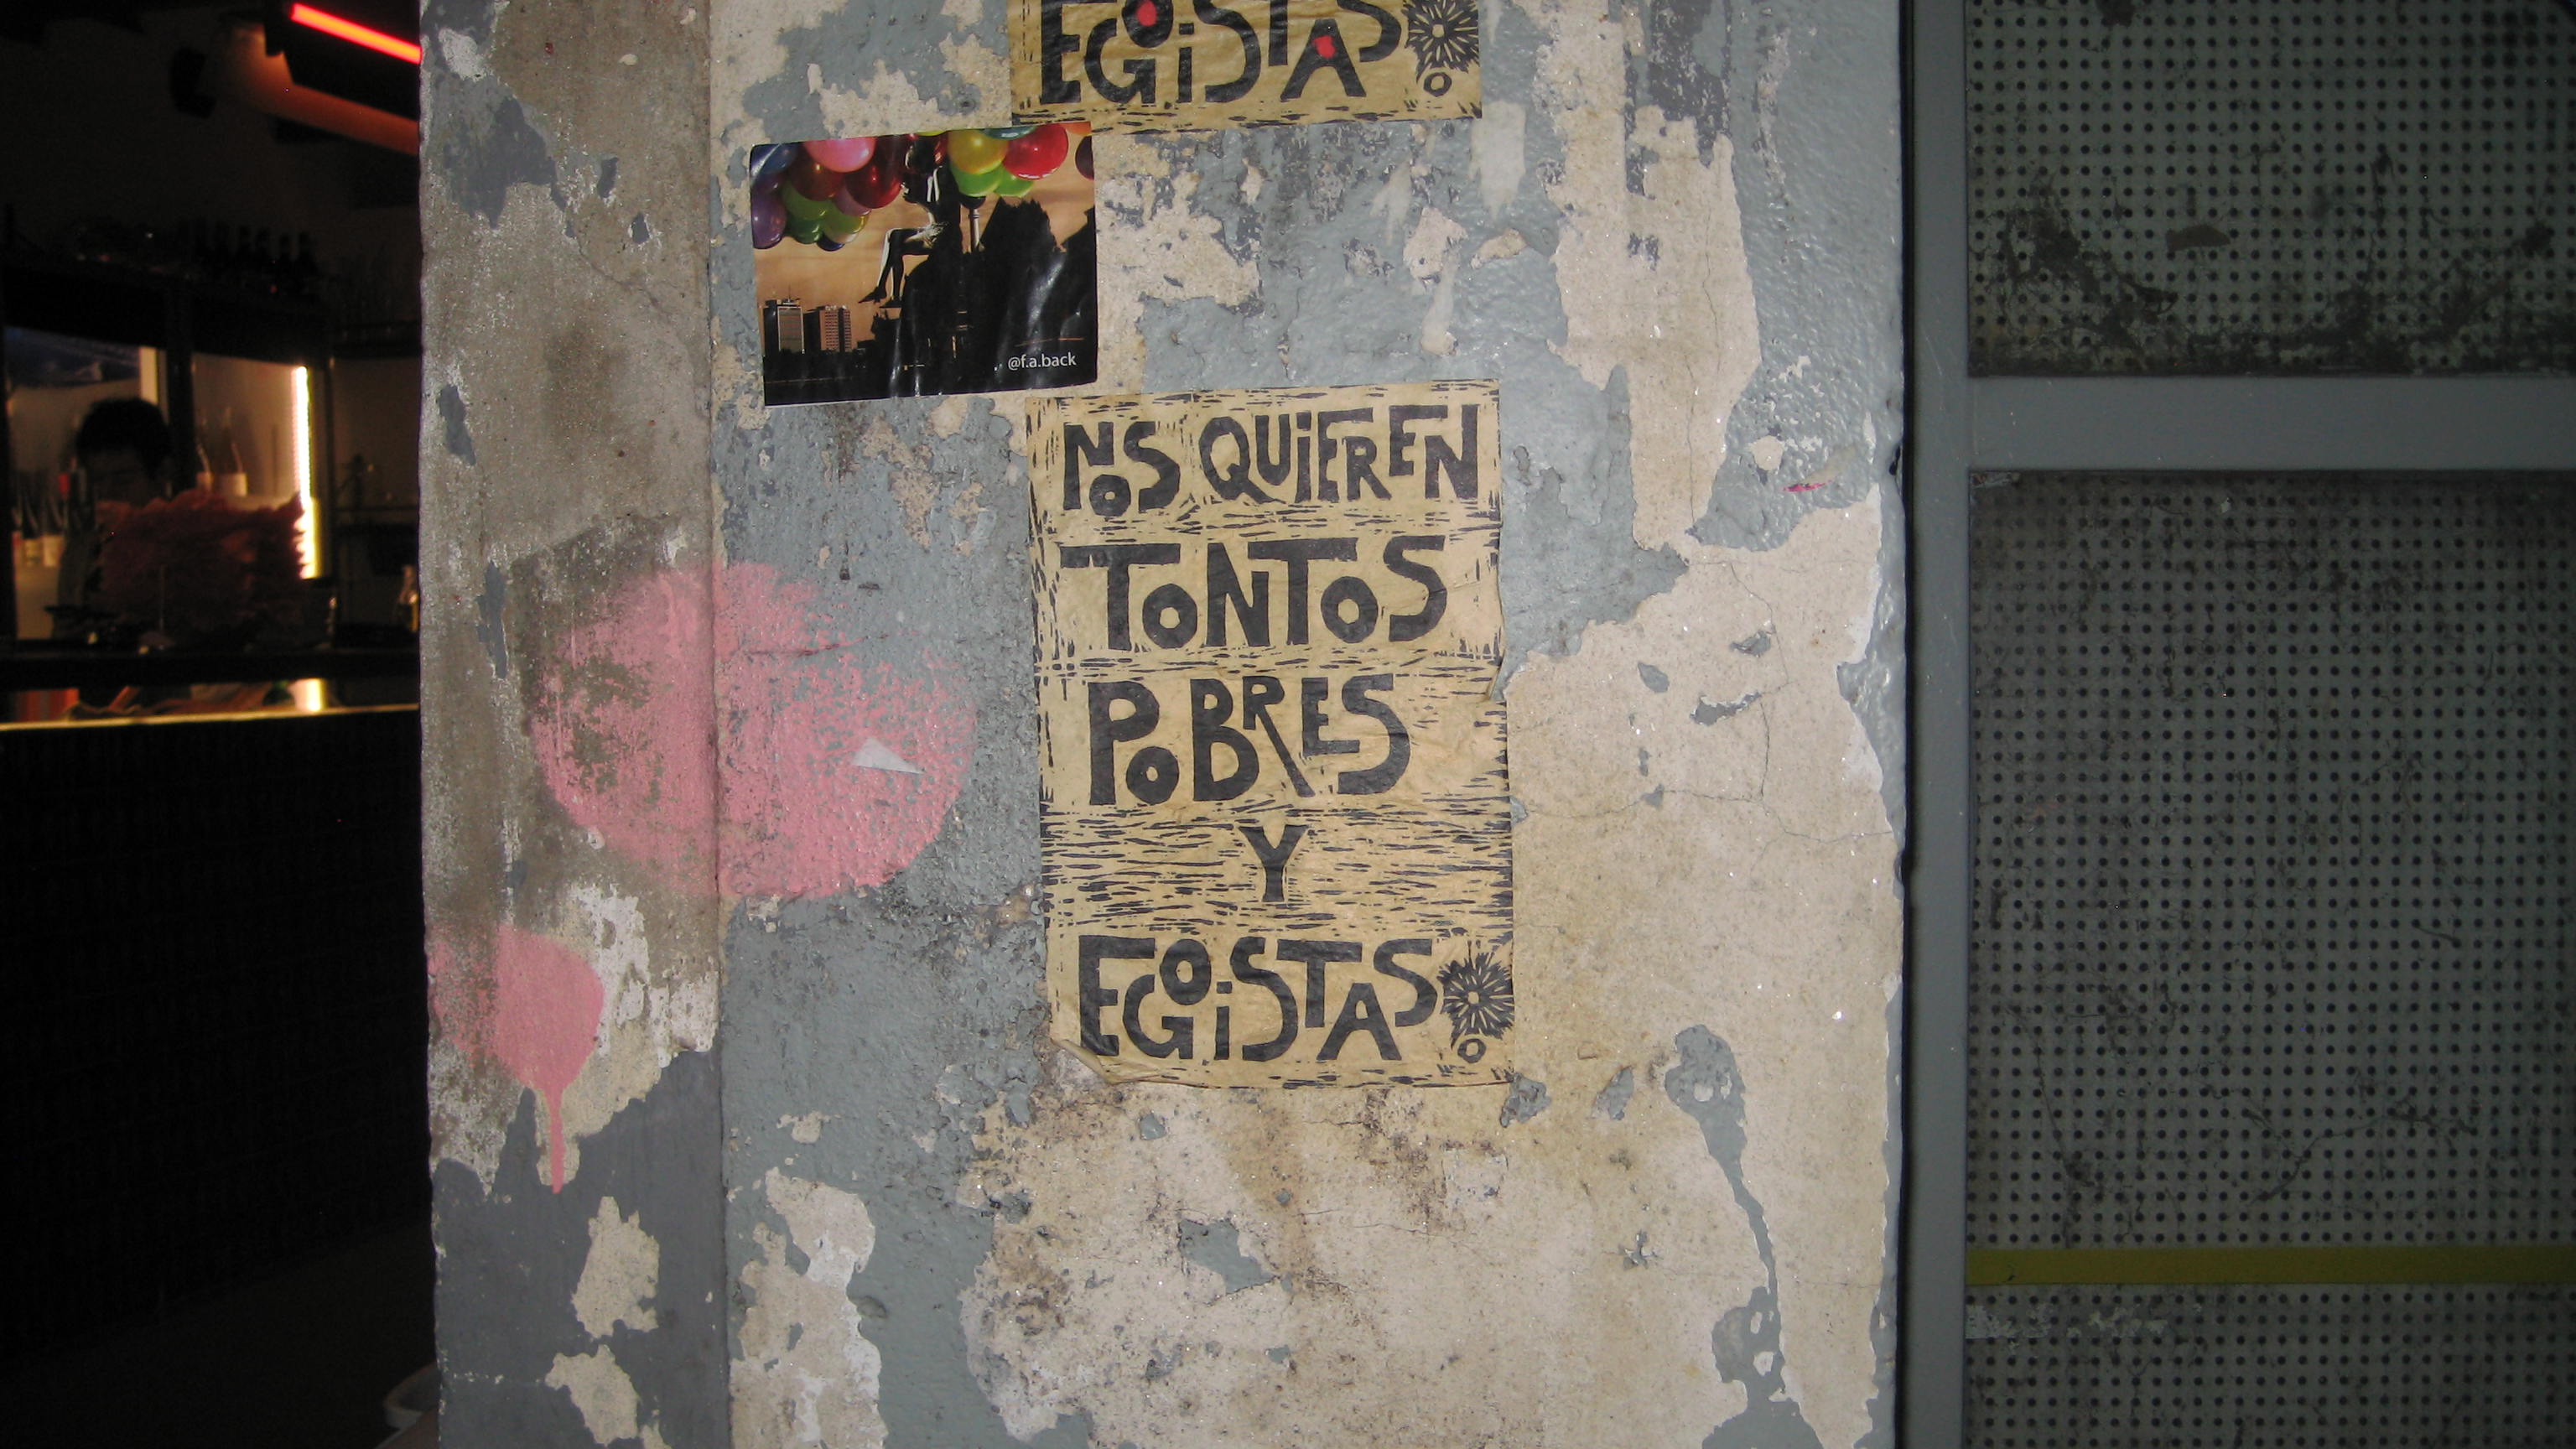 EGOISTAS
@f.a.back
NOS QUIEREN
TONTOS
POBRES
Y
EGOISTAS